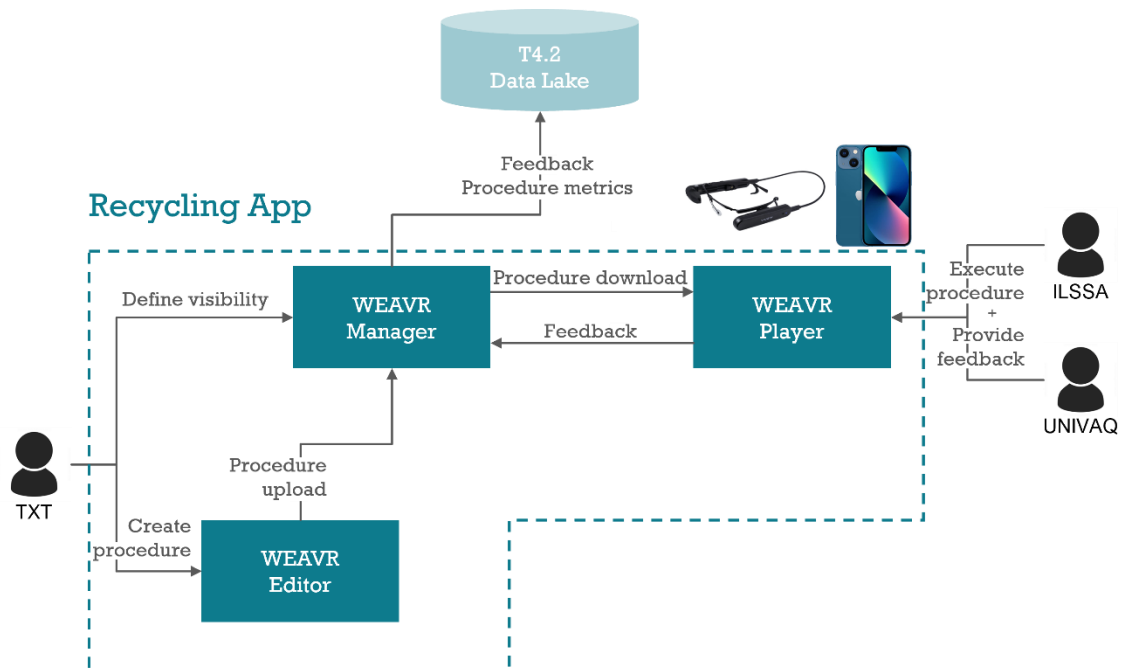 T4.2
Data Lake
Feedback
Procedure metrics
Recycling App
Define visibility
WEAVR
Manager
Procedure download
Feedback
WEAVR
Player
Execute
procedure
+
Provide
feedback
ILSSA
UNIVAQ
TXT
Procedure
upload
Create
procedure
WEAVR
Editor